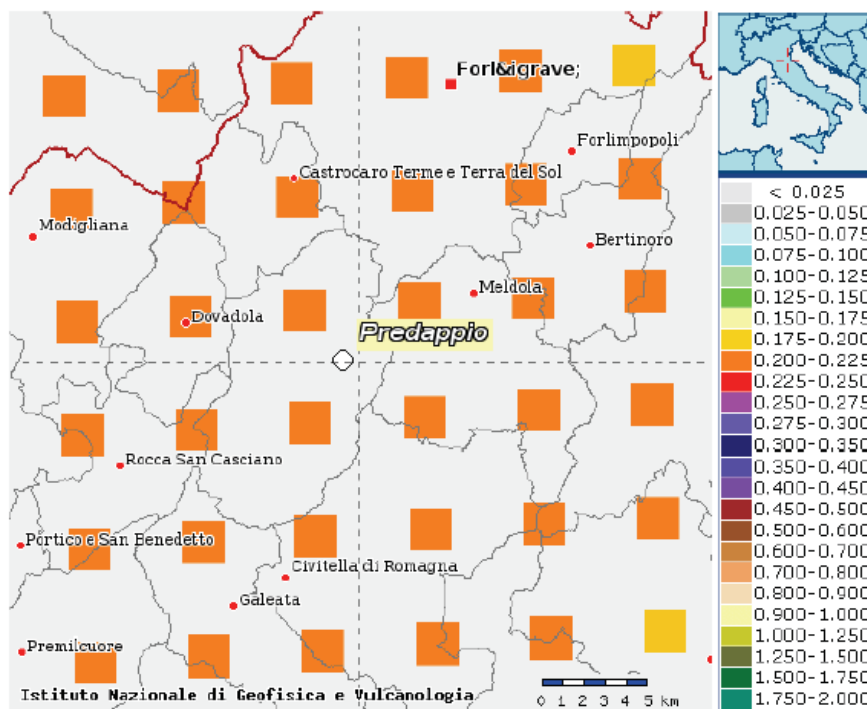 Forl&igrave;
Forlimpopoli
Castrocaro Terme e Terra del Sol
Modigliana
Bertinoro
Meldola
Dovadola
Predappio
Rocca San Casciano
Portico e San Benedetto
Civitella di Romagna
Galeata
Premilcuore
Istituto Nazionale di Geofisica e Vulcanologia
0 1 2 3 4 5 km
< 0.025
0.025-0.050
0.050-0.075
0.075-0.100
0.100-0.125
0.125-0.150
0.150-0.175
0.175-0.200
0.200-0.225
0.225-0.250
0.250-0.275
0.275-0.300
0.300-0.350
0.350-0.400
0.400-0.450
0.450-0.500
0.500-0.600
0.600-0.700
0.700-0.800
0.800-0.900
0.900-1.000
1.000-1.250
1.250-1.500
1.500-1.750
1.750-2.000